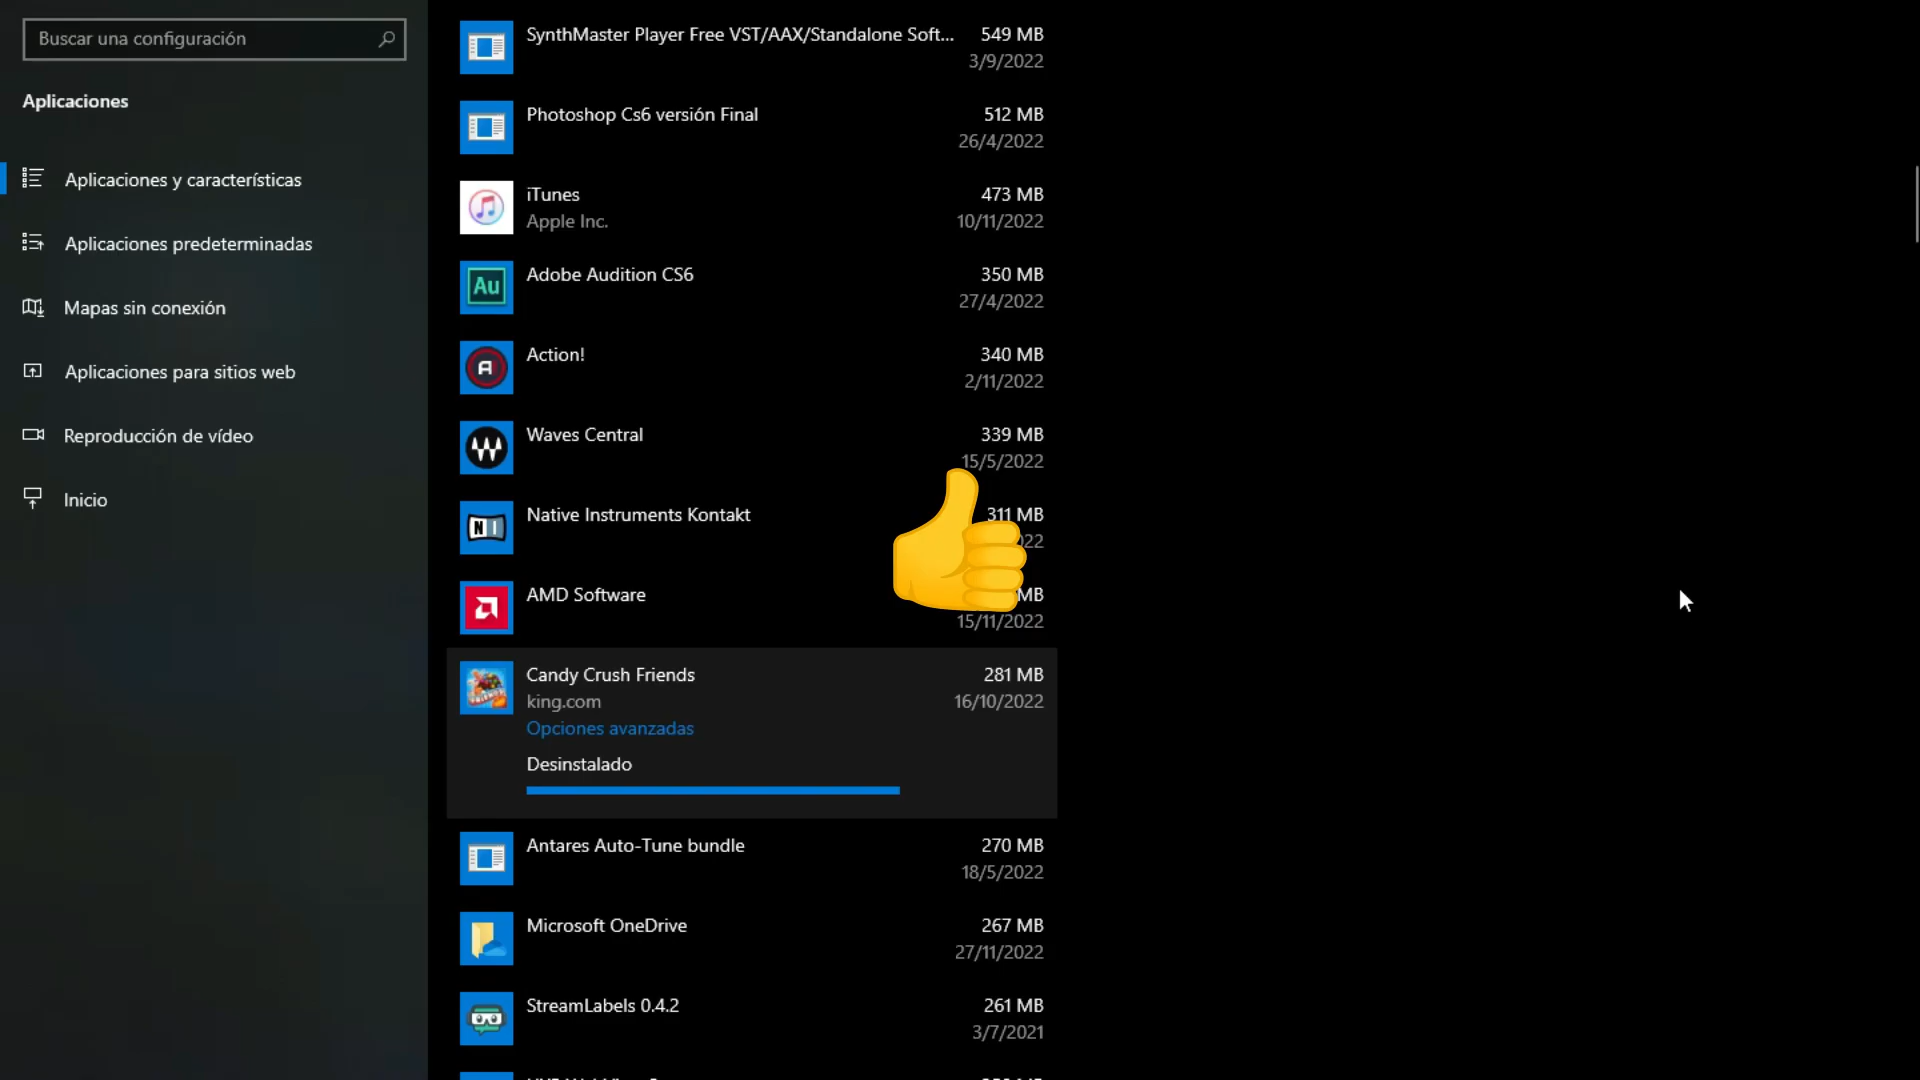 Buscar una configuración
Aplicaciones
Aplicaciones y características
Aplicaciones predeterminadas
Mapas sin conexión
Aplicaciones para sitios web
Reproducción de vídeo
Inicio
SynthMaster Player Free VST/AAX/Standalone Soft... 549 MB
3/9/2022
Photoshop Cs6 versión Final 512 MB
26/4/2022
iTunes 473 MB
Apple Inc. 10/11/2022
Au
Adobe Audition CS6 350 MB
27/4/2022
Action! 340 MB
2/11/2022
Waves Central 339 MB
15/5/2022
Native Instruments Kontakt 311 MB
AMD Software MB
15/11/2022
Candy Crush Friends 281 MB
king.com 16/10/2022
Opciones avanzadas
Desinstalado
Antares Auto-Tune bundle 270 MB
18/5/2022
Microsoft OneDrive 267 MB
27/11/2022
StreamLabels 0.4.2 261 MB
3/7/2021